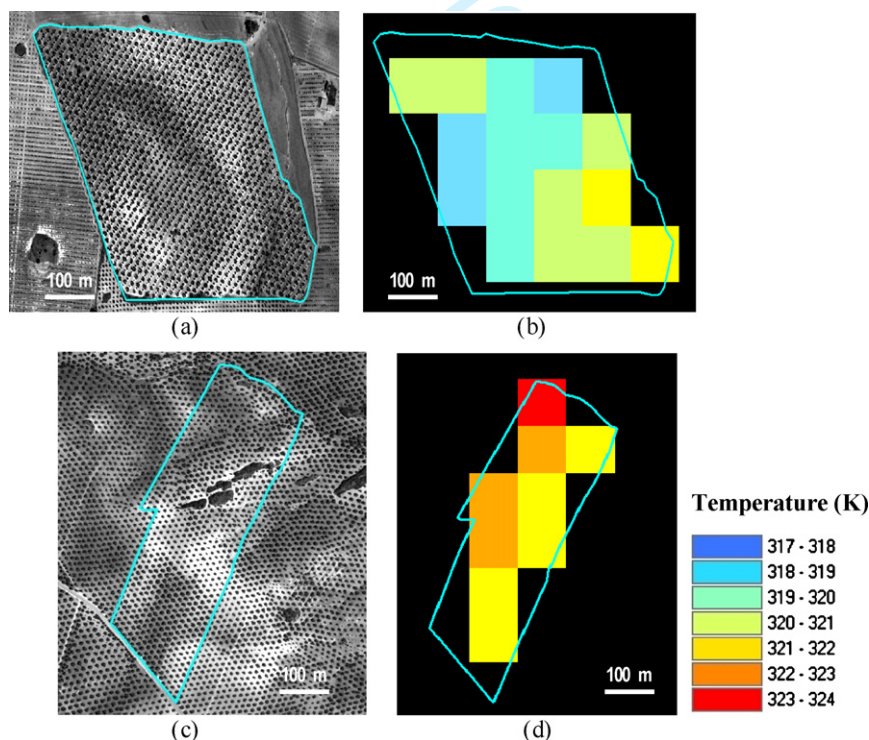 100 m
100 m
(a)
(b)
Temperature (K)
317 - 318
318 - 319
319 - 320
320 - 321
321 - 322
322 - 323
323 - 324
100 m
100 m
(c)
(d)